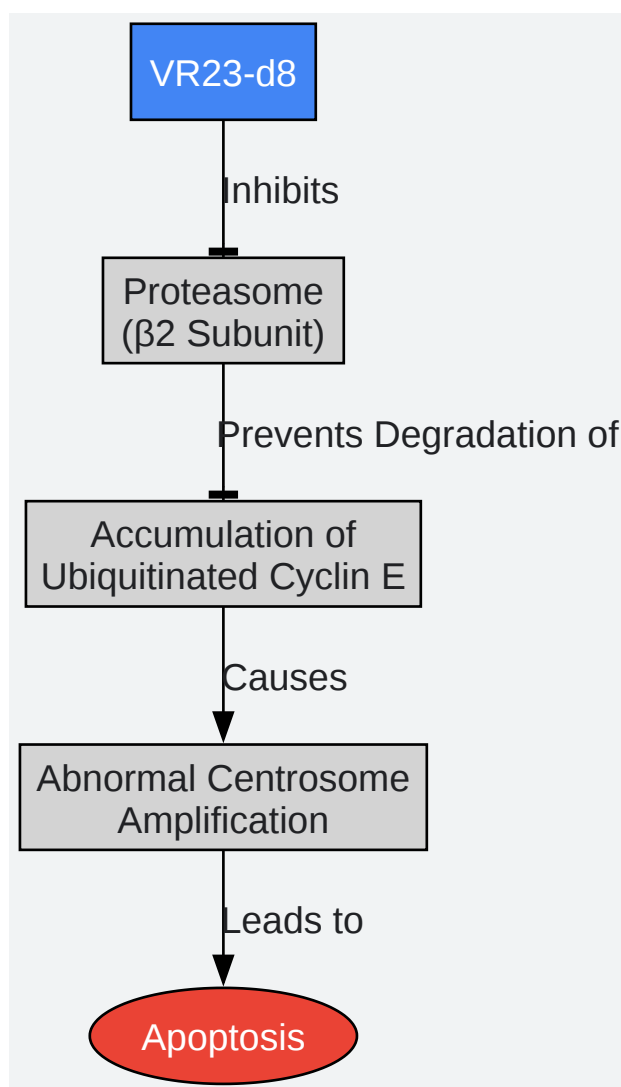 VR23-d8
Inhibits
Proteasome
(β2 Subunit)
Prevents Degradation of
Accumulation of
Ubiquitinated Cyclin E
Causes
Abnormal Centrosome
Amplification
Leads to
Apoptosis